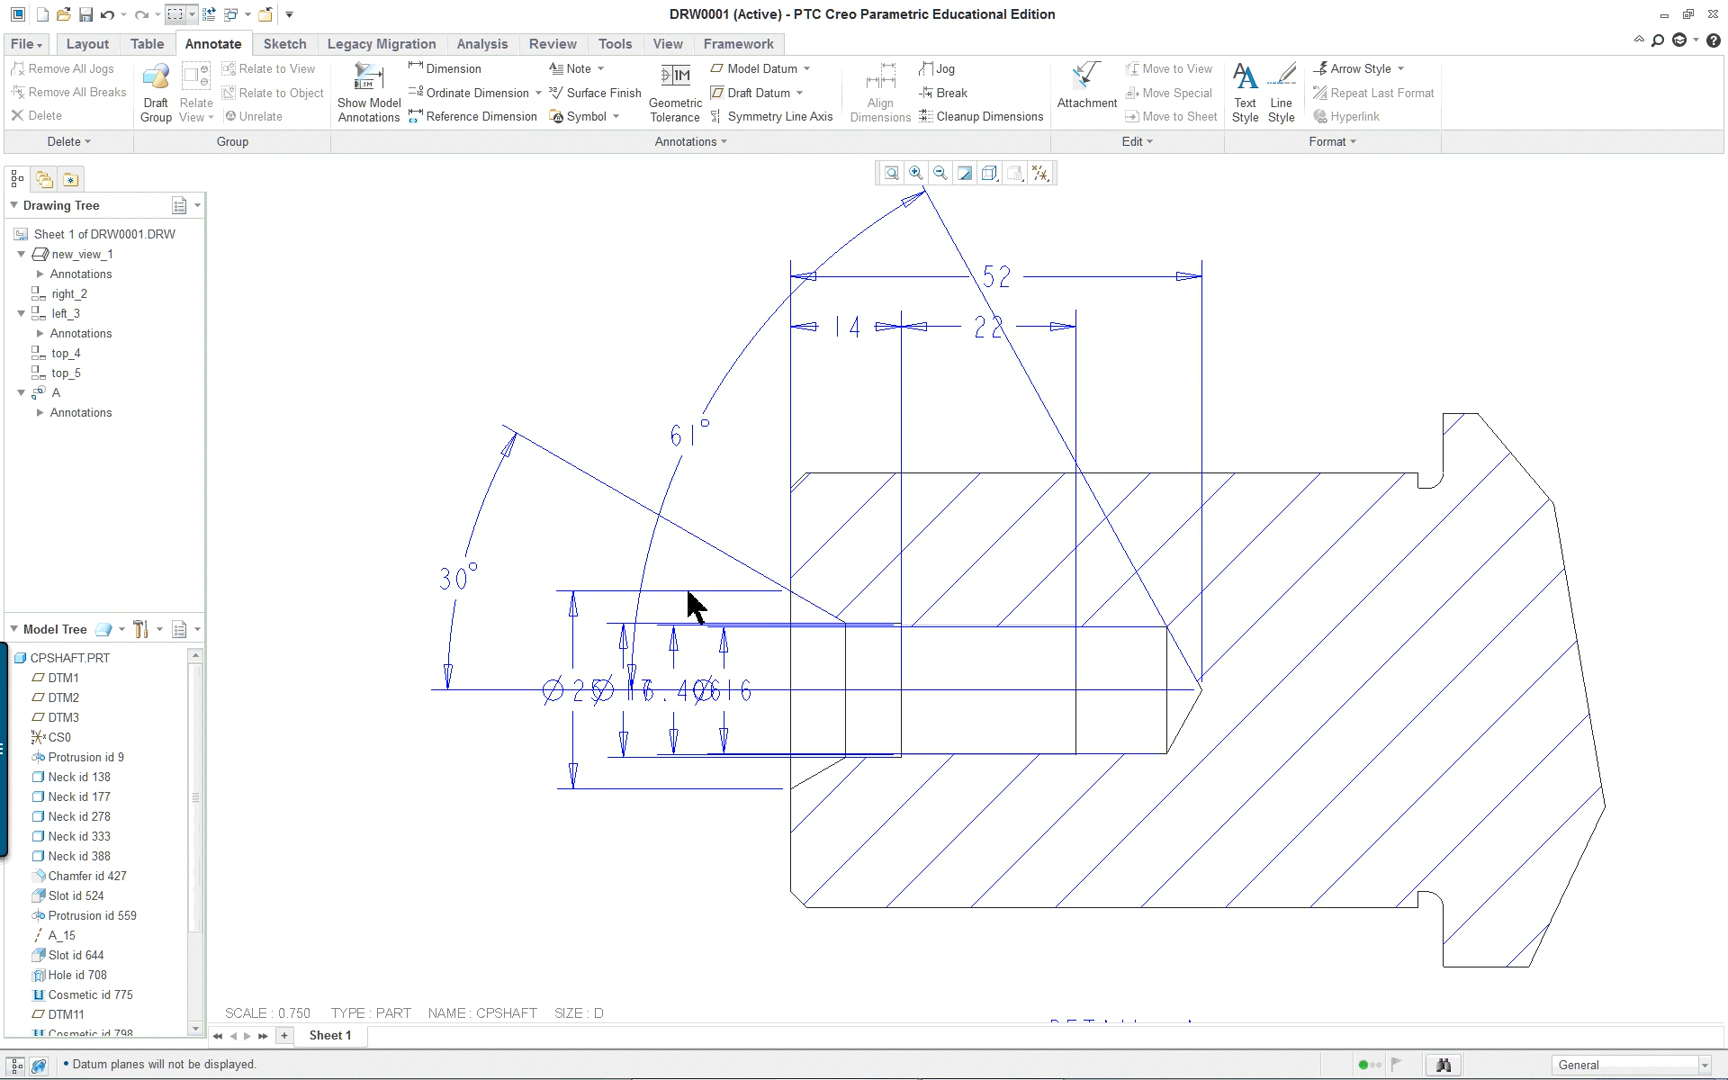 DRW0001 (Active) - PTC Creo Parametric Educational Edition
File
Layout
Table
Annotate
Sketch
Legacy Migration
Analysis
Review
Tools
View
Framework
Remove All Jogs
Remove All Breaks
Delete
Delete
Draft Group
Relate View
Relate to View
Relate to Object
Unrelate
Group
Show Model Annotations
Dimension
Ordinate Dimension
Reference Dimension
Note
Surface Finish
Symbol
Geometric Tolerance
Model Datum
Draft Datum
Symmetry Line Axis
Align Dimensions
Jog
Break
Cleanup Dimensions
Annotations
Attachment
Move to View
Move Special
Move to Sheet
Edit
Text Style
Line Style
Arrow Style
Repeat Last Format
Hyperlink
Format
Drawing Tree
Sheet 1 of DRW0001.DRW
new_view_1
Annotations
right_2
left_3
Annotations
top_4
top_5
A
Annotations
Model Tree
CPSHAFT.PRT
DTM1
DTM2
DTM3
CS0
Protrusion id 9
Neck id 138
Neck id 177
Neck id 278
Neck id 333
Neck id 388
Chamfer id 427
Slot id 524
Protrusion id 559
A_15
Slot id 644
Hole id 708
Cosmetic id 775
DTM11
Cosmetic id 798
52
14
22
61°
30°
SCALE : 0.750 TYPE : PART NAME : CPSHAFT SIZE : D
Sheet 1
• Datum planes will not be displayed.
General